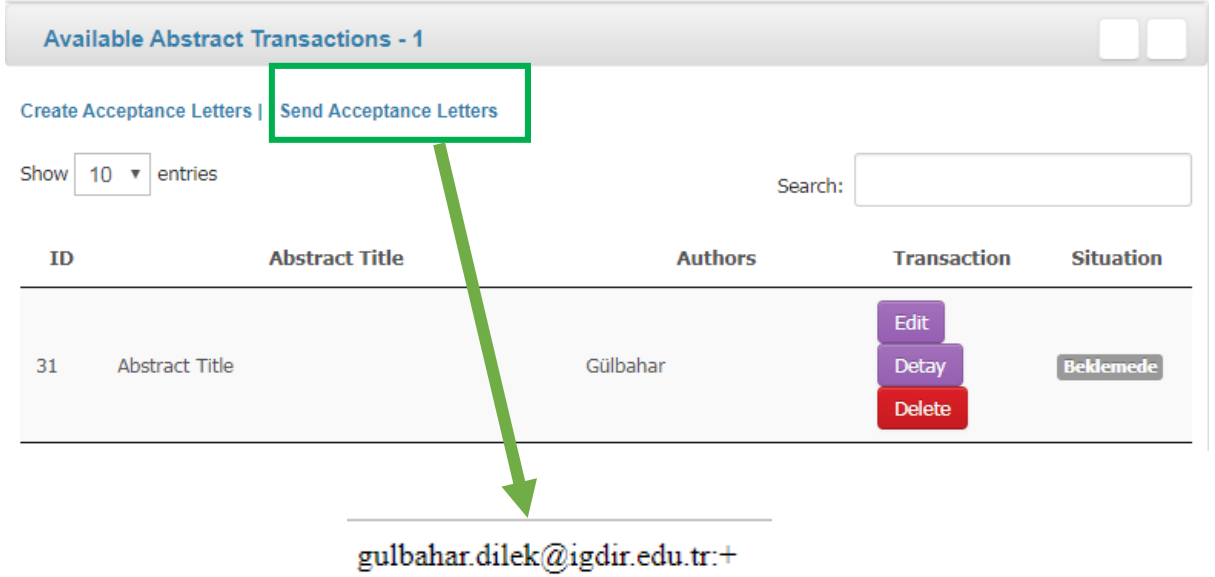 Available Abstract Transactions - 1
Create Acceptance Letters | Send Acceptance Letters
Show 10 entries Search:
ID Abstract Title Authors Transaction Situation
Edit
31 Abstract Title Gülbahar Detay Beklemede
Delete
gulbahar.dilek@igdir.edu.tr:+